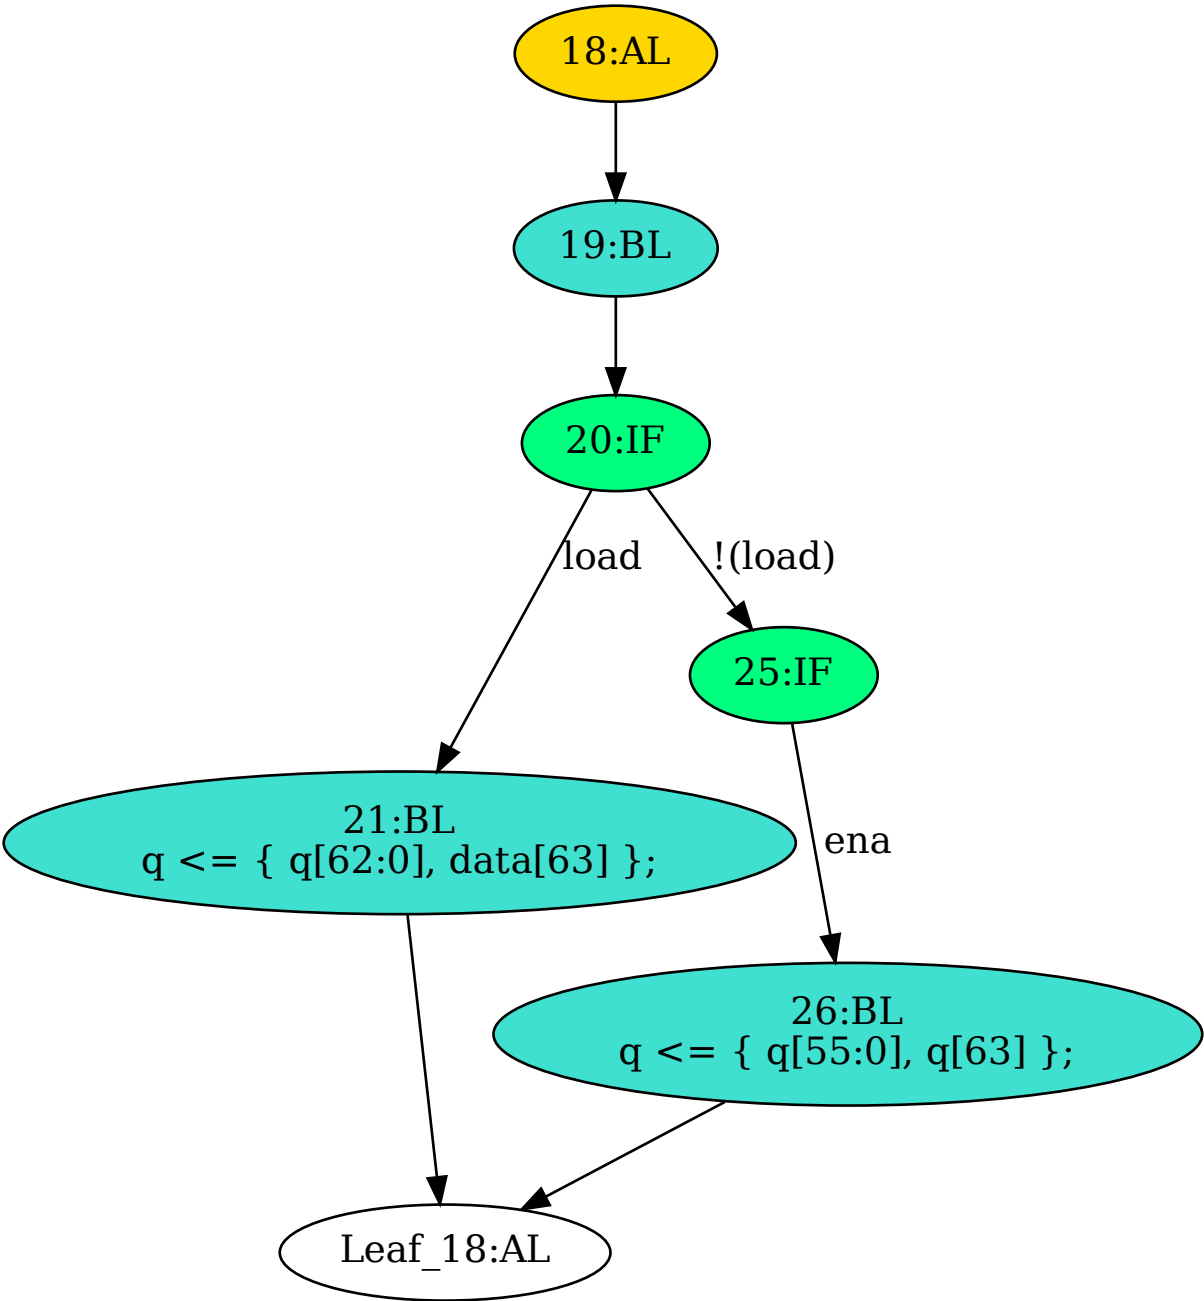 18:AL
19:BL
20:IF
load
!(load)
25:IF
21:BL
q <= { q[62:0], data[63] };
ena
26:BL
q <= { q[55:0], q[63] };
Leaf_18:AL